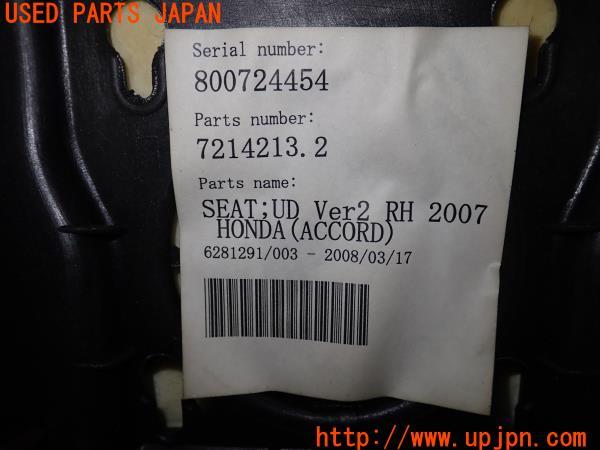 USED PARTS JAPAN
Serial number:
800724454
Parts number:
7214213.2
Parts name:
SEAT;UD Ver2 RH 2007
HONDA(ACCORD)
6281291/003 - 2008/03/17
http://www.upjpn.com/